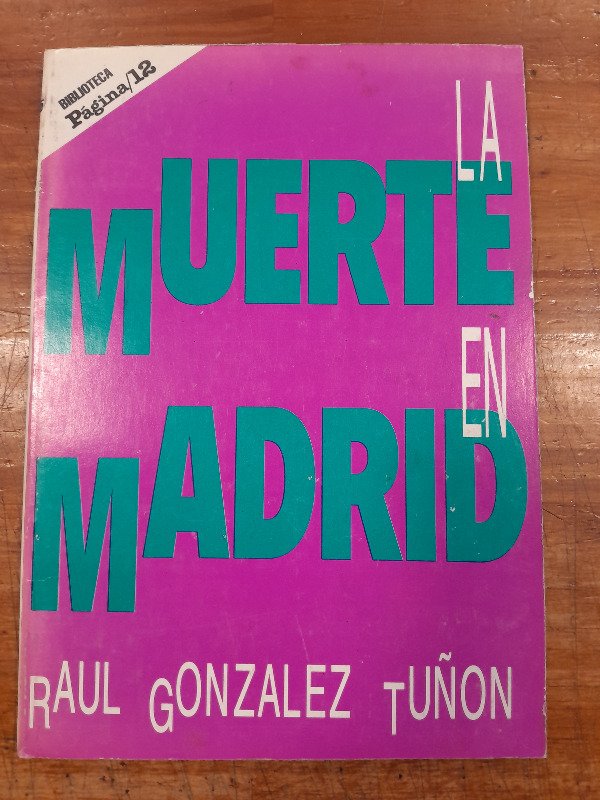 BIBLIOTECA
Página/12
LA
MUERTE
EN
MADRID
RAUL GONZALEZ TUÑON